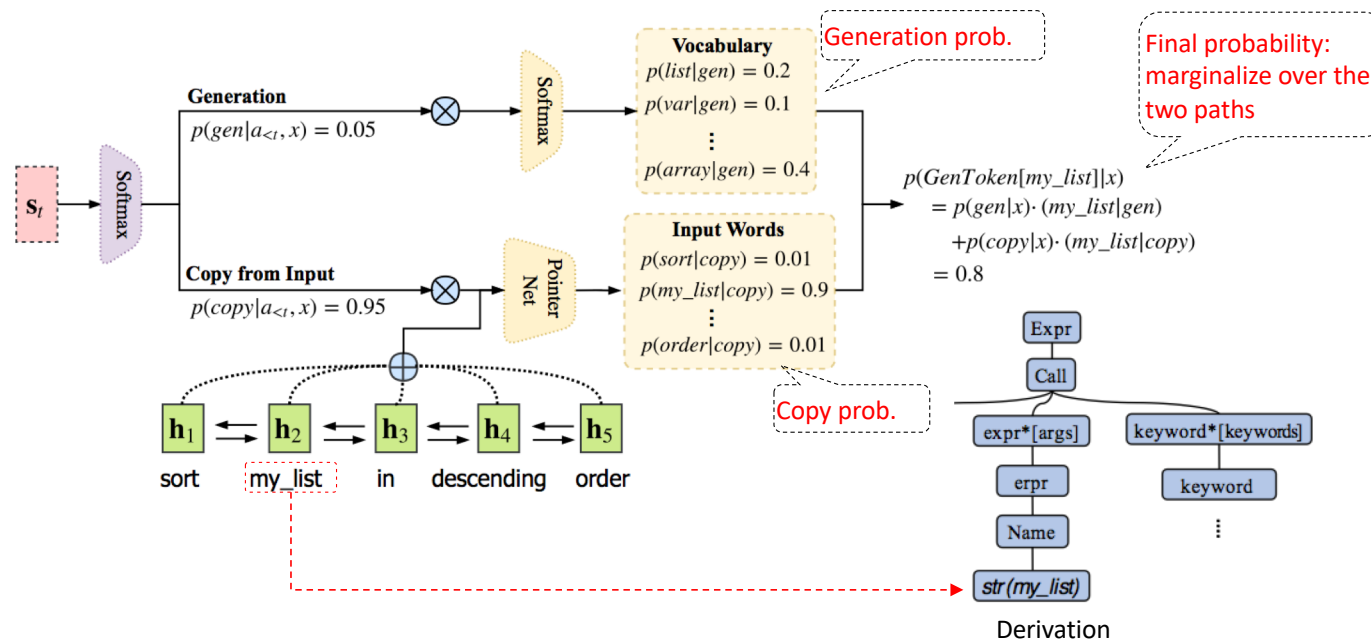 Generation
p(gen|a<t, x) = 0.05
Softmax
Vocabulary
p(list|gen) = 0.2
p(var|gen) = 0.1
⋮
p(array|gen) = 0.4
Generation prob.
Final probability:
marginalize over the
two paths
s_t
Softmax
Copy from Input
p(copy|a<t, x) = 0.95
Pointer
Net
Input Words
p(sort|copy) = 0.01
p(my_list|copy) = 0.9
⋮
p(order|copy) = 0.01
Copy prob.
p(GenToken[my_list]|x)
= p(gen|x)· (my_list|gen)
+p(copy|x)· (my_list|copy)
= 0.8
h1 h2 h3 h4 h5
sort my_list in descending order
Expr
Call
expr*[args] keyword*[keywords]
erpr keyword
Name ⋮
str(my_list)
Derivation